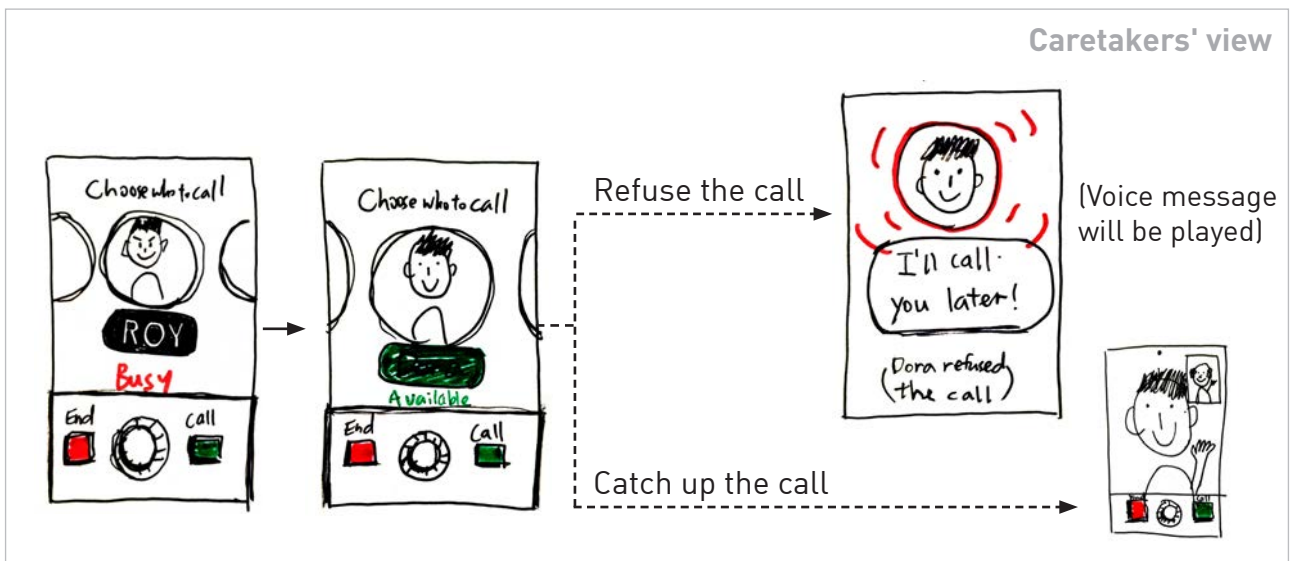 Caretakers' view
Choose who to call
ROY
Busy
End
Call
Choose who to call
Available
End
Call
Refuse the call
I'll call
you later!
(Dora refused
the call)
(Voice message
will be played)
Catch up the call